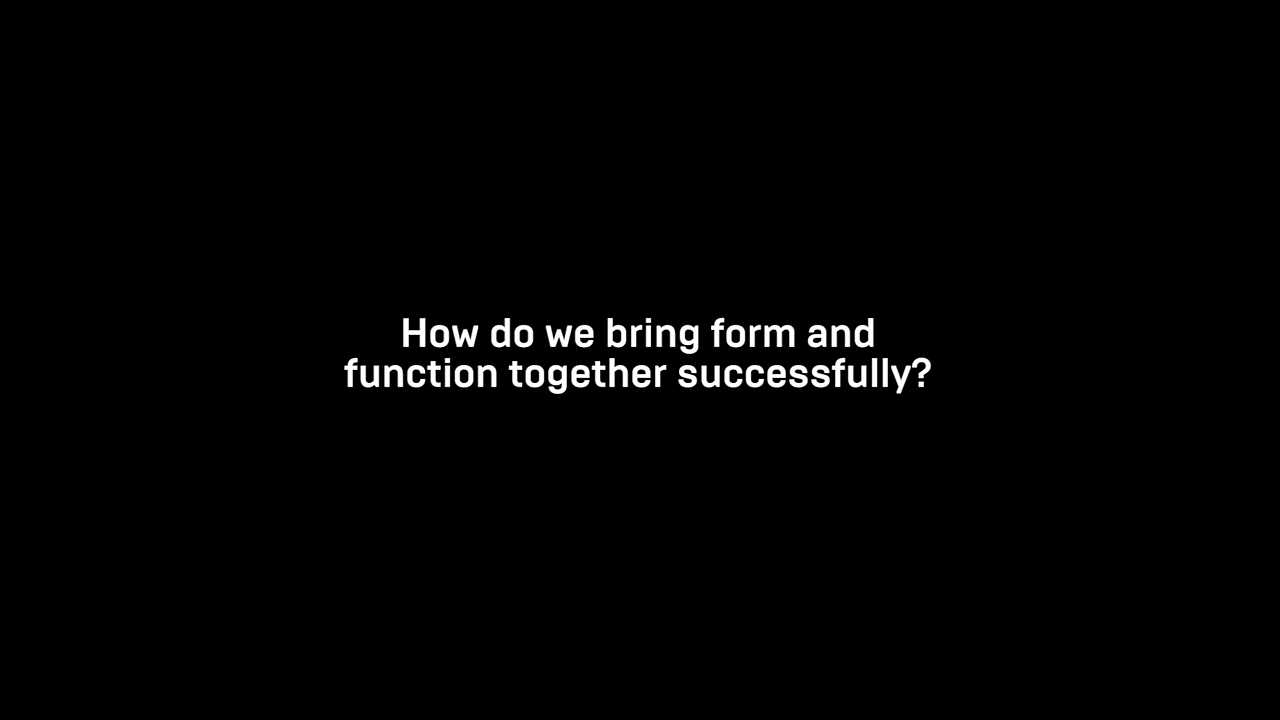 How do we bring form and
function together successfully?